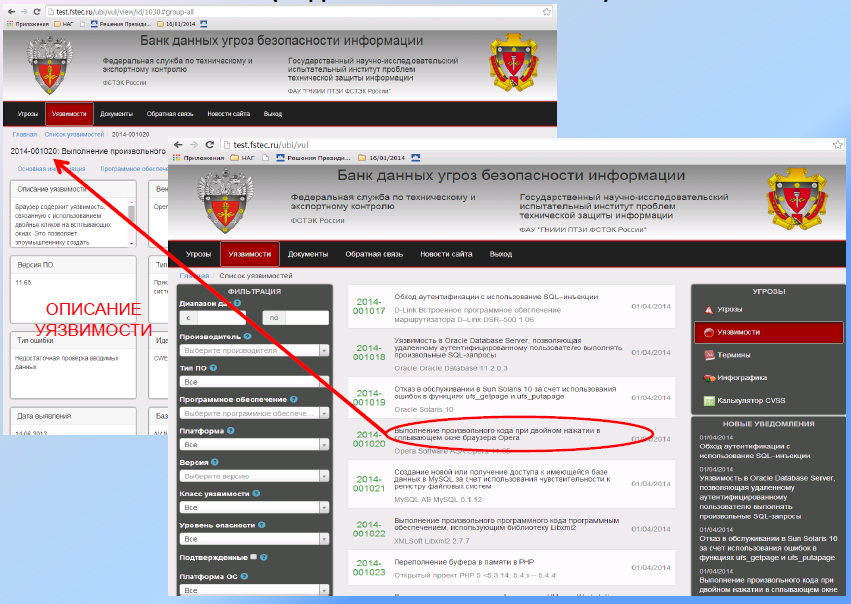 test.fstec.ru/ubi/vul/view/id/1030#group-all
Приложения НАГ Решения Президи... 16/01/2014
Банк данных угроз безопасности информации
Федеральная служба по техническому и
экспортному контролю
ФСТЭК России
Государственный научно-исследовательский
испытательный институт проблем
технической защиты информации
ФАУ "ГНИИИ ПТЗИ ФСТЭК России"
Угрозы Уязвимости Документы Обратная связь Новости сайта Выход
Главная / Список уязвимостей / 2014-001020
2014-001020: Выполнение произвольного
Основная информация Программное обеспече
Описание уязвимости
Браузер содержит уязвимость,
связанную с использованием
двойных кликов на всплывающих
окнах. Это позволяет
злоумышленнику создать
Вен
Oper
Версия ПО
11.65
Тип
Прик
систе
ОПИСАНИЕ
УЯЗВИМОСТИ
Тип ошибки
Недостаточная проверка вводимых
данных
Иде
CWE
Дата выявления
14.06.2012
Баз
test.fstec.ru/ubi/vul
Приложения НАГ Решения Президи... 16/01/2014
Банк данных угроз безопасности информации
Федеральная служба по техническому и
экспортному контролю
ФСТЭК России
Государственный научно-исследовательский
испытательный институт проблем
технической защиты информации
ФАУ "ГНИИИ ПТЗИ ФСТЭК России"
Угрозы Уязвимости Документы Обратная связь Новости сайта Выход
Главная / Список уязвимостей
ФИЛЬТРАЦИЯ
Диапазон дат
с по
Производитель
Выберите производителя
Тип ПО
Все
Программное обеспечение
Выберите программное обеспече...
Платформа
Все
Версия
Выберите версию
Класс уязвимости
Все
Уровень опасности
Все
Подтвержденные
Платформа ОС
Все
2014-
001017
Обход аутентификации с использование SQL–инъекции
D-Link Встроенное программное обеспечение
маршрутизатора D–Link DSR–500 1.06
01/04/2014
2014-
001018
Уязвимость в Oracle Database Server, позволяющая
удаленному аутентифицированному пользователю выполнять
произвольные SQL-запросы
Oracle Oracle Database 11.2.0.3
01/04/2014
2014-
001019
Отказ в обслуживании в Sun Solaris 10 за счет использования
ошибок в функциях ufs_getpage и ufs_putapage
Oracle Solaris 10
01/04/2014
2014-
001020
Выполнение произвольного кода при двойном нажатии в
сплывающем окне браузера Opera
Opera Software ASA Opera 11.65
01/04/2014
2014-
001021
Создание новой или получение доступа к имеющейся базе
данных в MySQL за счет использования чувствительности к
регистру файловых систем
MySQL AB MySQL 5.1.12
01/04/2014
2014-
001022
Выполнение произвольного программного кода программным
обеспечением, использующим библиотеку Libxml2
XMLSoft Libxml2 2.7.7
01/04/2014
2014-
001023
Переполнение буфера в памяти в PHP
Открытый проект PHP 5 <5.3.14; 5.4.x – 5.4.4
01/04/2014
УГРОЗЫ
Угрозы
Уязвимости
Термины
Инфографика
Калькулятор CVSS
НОВЫЕ УВЕДОМЛЕНИЯ
01/04/2014
Обход аутентификации с
использование SQL–инъекции
01/04/2014
Уязвимость в Oracle Database Server,
позволяющая удаленному
аутентифицированному
пользователю выполнять
произвольные SQL-запросы
01/04/2014
Отказ в обслуживании в Sun Solaris 10
за счет использования ошибок в
функциях ufs_getpage и ufs_putapage
01/04/2014
Выполнение произвольного кода при
двойном нажатии в сплывающем окне